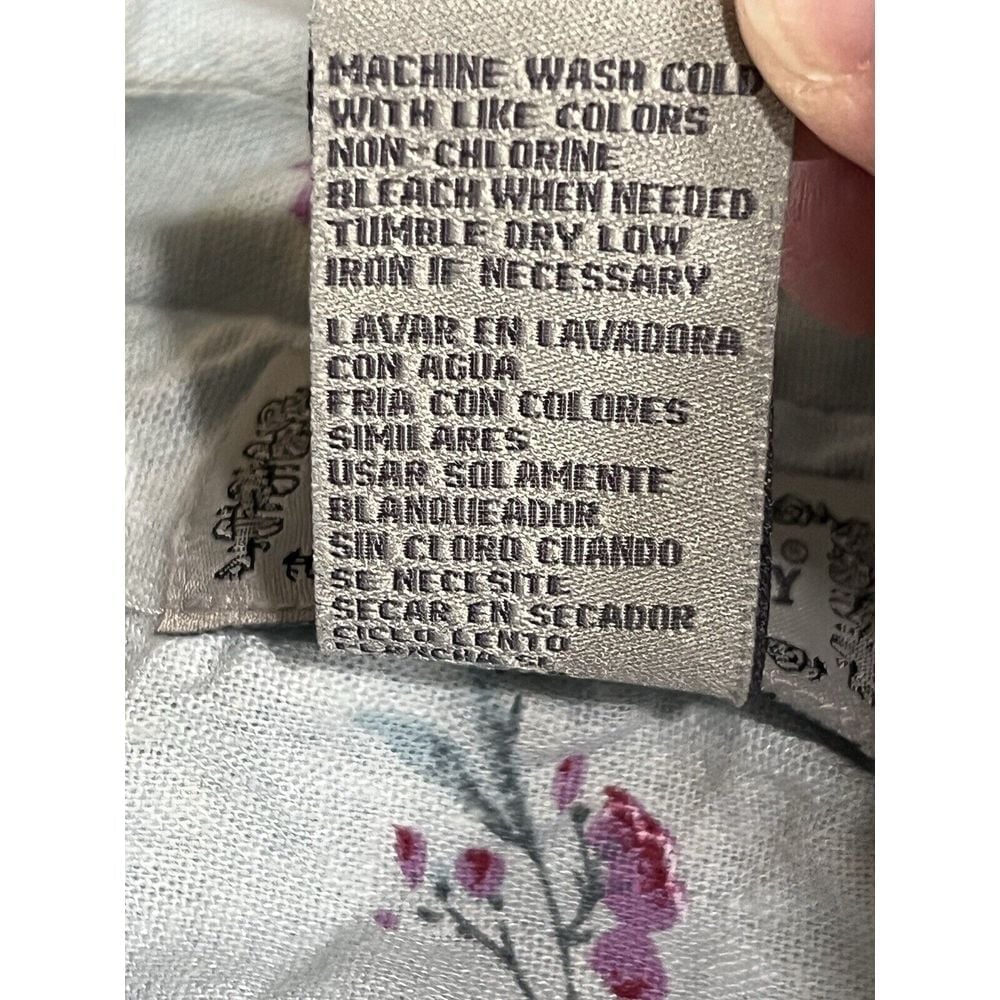 MACHINE WASH COLD
WITH LIKE COLORS
NON-CHLORINE
BLEACH WHEN NEEDED
TUMBLE DRY LOW
IRON IF NECESSARY
LAVAR EN LAVADORA
CON AGUA
FRIA CON COLORES
SIMILARES
USAR SOLAMENTE
BLANQUEADOR
SIN CLORO CUANDO
SE NECESITE
SECAR EN SECADOR
CICLO LENTO
PLANCHA SI